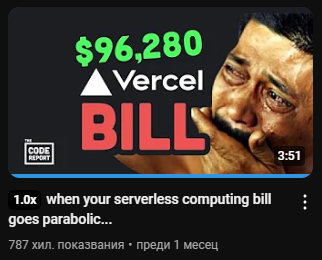 $96,280
Vercel
BILL
THE
CODE
REPORT
3:51
1.0x when your serverless computing bill
goes parabolic...
787 хил. показвания • преди 1 месец